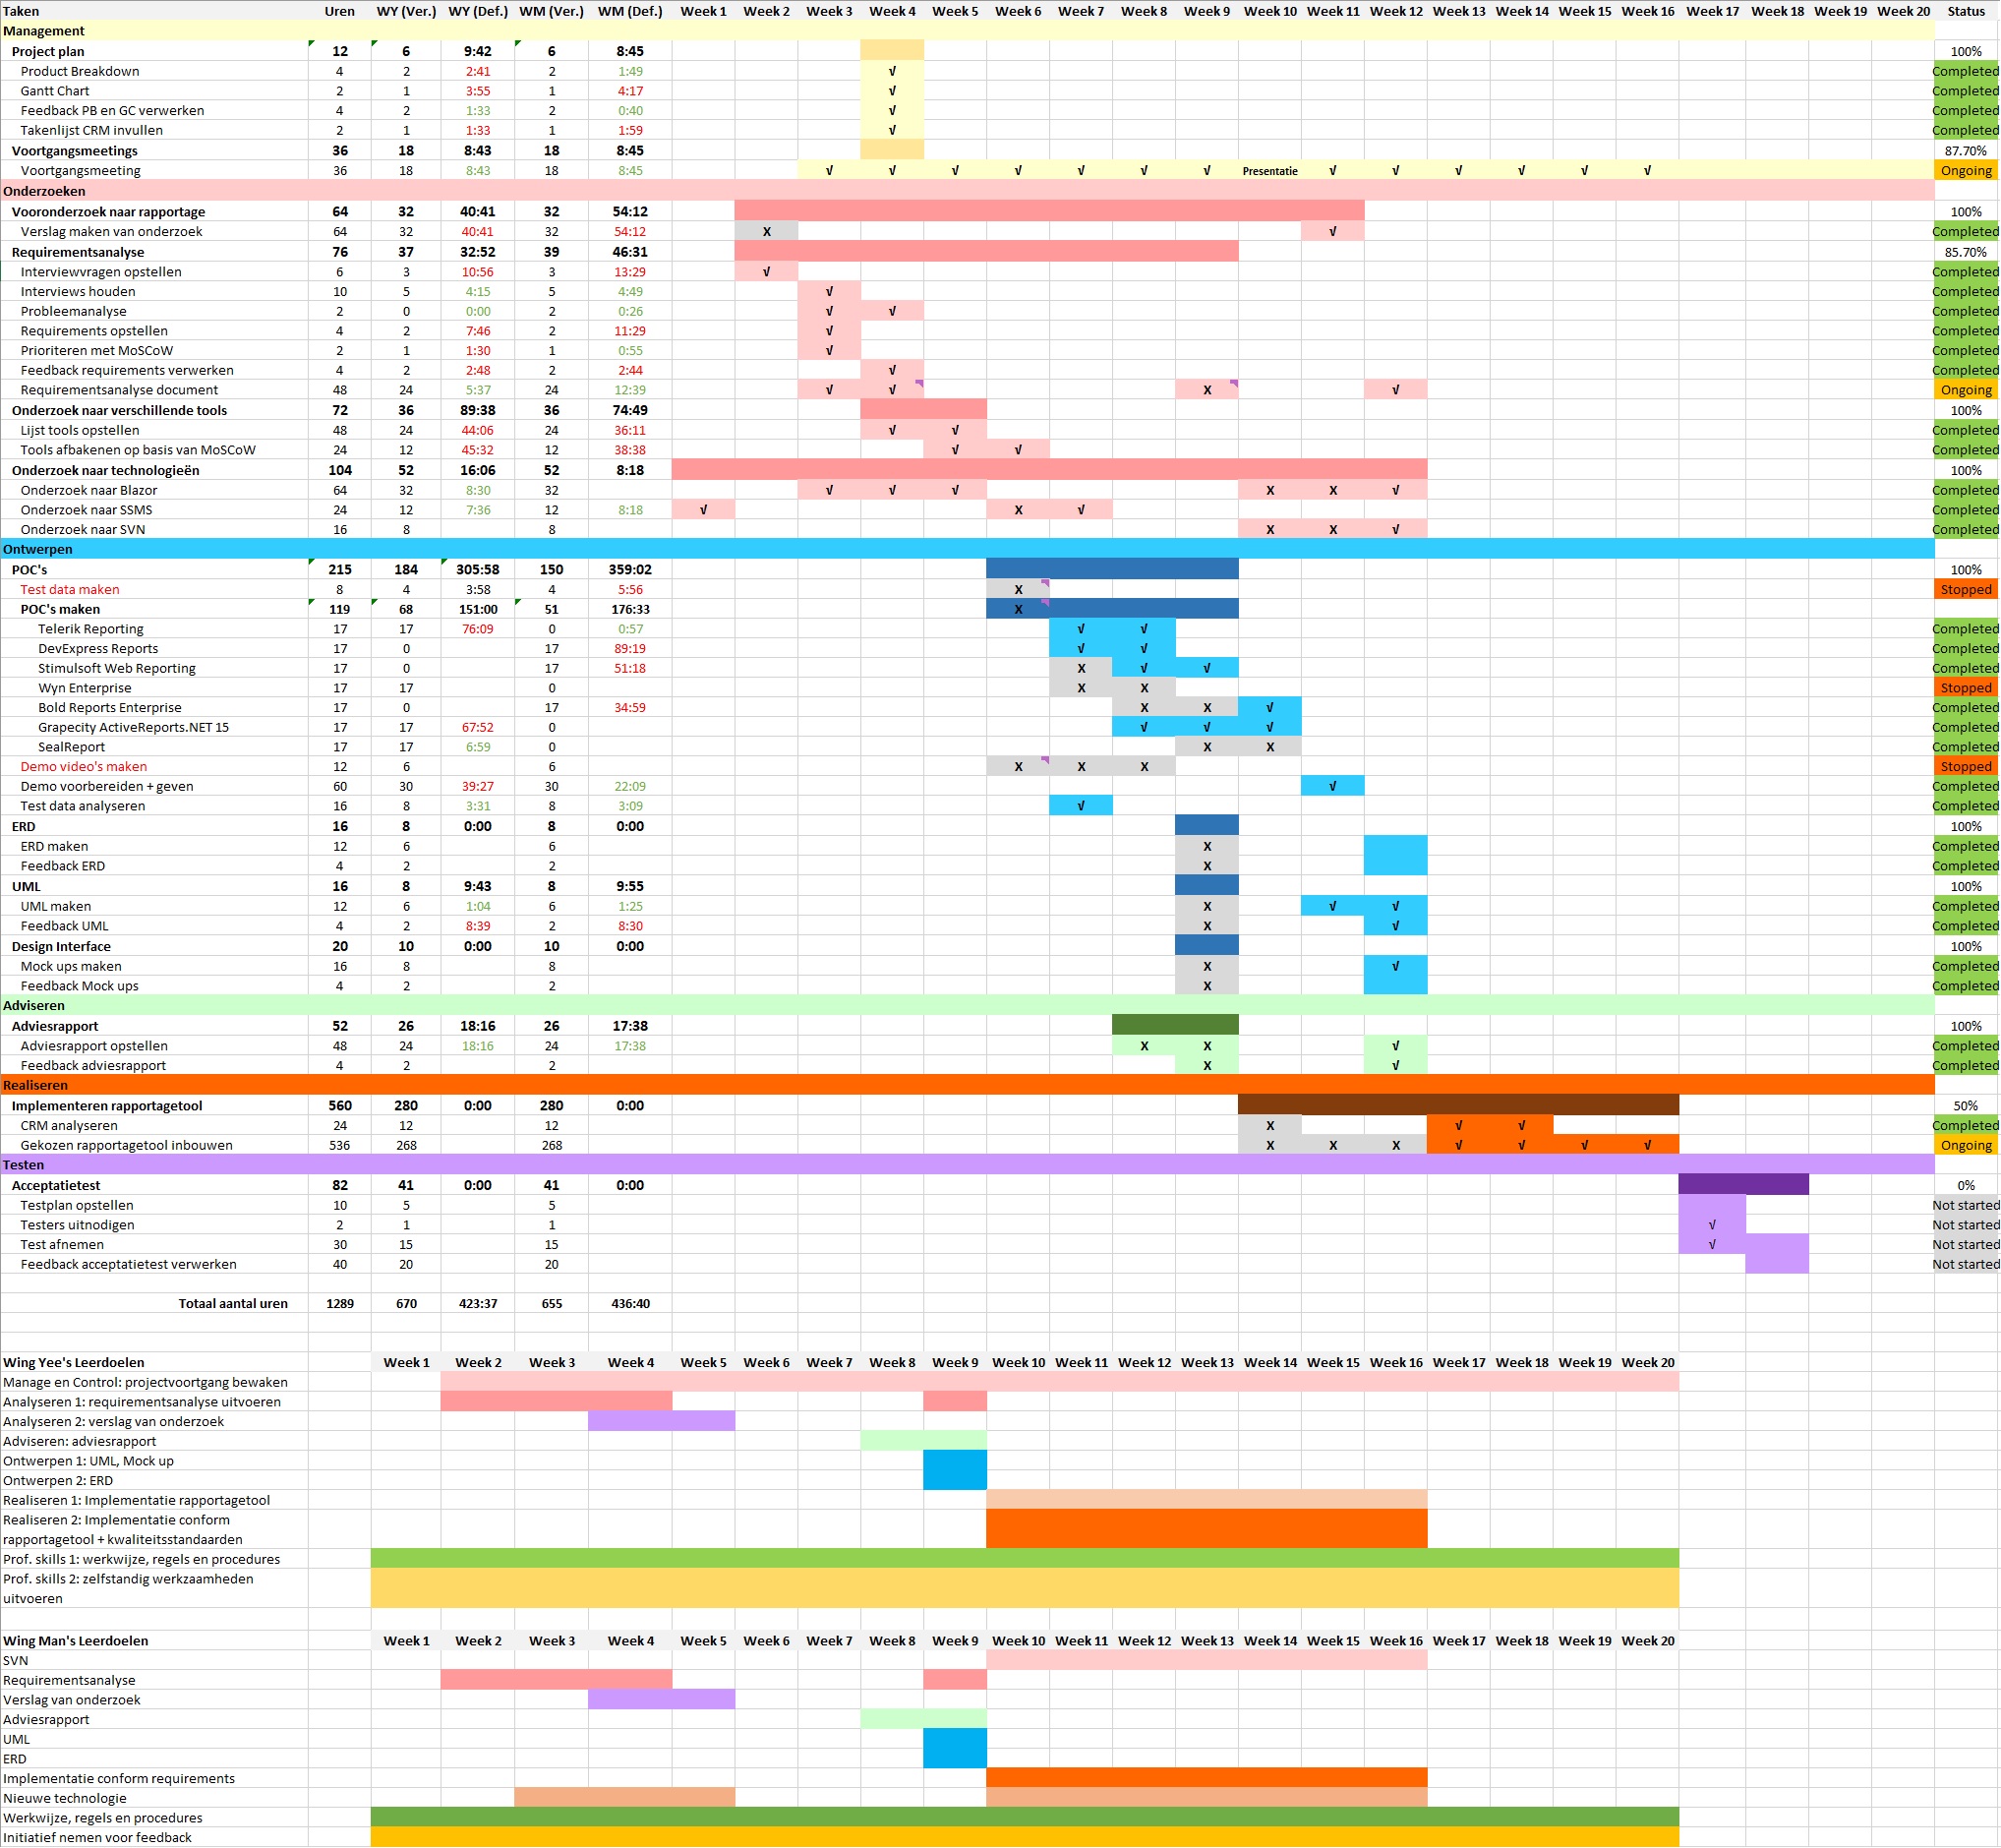 Taken Uren WY (Ver.) WY (Def.) WM (Ver.) WM (Def.) Week 1 Week 2 Week 3 Week 4 Week 5 Week 6 Week 7 Week 8 Week 9 Week 10 Week 11 Week 12 Week 13 Week 14 Week 15 Week 16 Week 17 Week 18 Week 19 Week 20 Status
Management
Project plan 12 6 9:42 6 8:45 100%
Product Breakdown 4 2 2:41 2 1:49 √ Completed
Gantt Chart 2 1 3:55 1 4:17 √ Completed
Feedback PB en GC verwerken 4 2 1:33 2 0:40 √ Completed
Takenlijst CRM invullen 2 1 1:33 1 1:59 √ Completed
Voortgangsmeetings 36 18 8:43 18 8:45 87.70%
Voortgangsmeeting 36 18 8:43 18 8:45 √ √ √ √ √ √ √ Presentatie √ √ √ √ √ √ Ongoing
Onderzoeken
Vooronderzoek naar rapportage 64 32 40:41 32 54:12 100%
Verslag maken van onderzoek 64 32 40:41 32 54:12 X √ Completed
Requirementsanalyse 76 37 32:52 39 46:31 85.70%
Interviewvragen opstellen 6 3 10:56 3 13:29 √ Completed
Interviews houden 10 5 4:15 5 4:49 √ Completed
Probleemanalyse 2 0 0:00 2 0:26 √ √ Completed
Requirements opstellen 4 2 7:46 2 11:29 √ Completed
Prioriteren met MoSCoW 2 1 1:30 1 0:55 √ Completed
Feedback requirements verwerken 4 2 2:48 2 2:44 √ Completed
Requirementsanalyse document 48 24 5:37 24 12:39 √ √ X √ Ongoing
Onderzoek naar verschillende tools 72 36 89:38 36 74:49 100%
Lijst tools opstellen 48 24 44:06 24 36:11 √ √ Completed
Tools afbakenen op basis van MoSCoW 24 12 45:32 12 38:38 √ √ Completed
Onderzoek naar technologieën 104 52 16:06 52 8:18 100%
Onderzoek naar Blazor 64 32 8:30 32 √ √ √ X X √ Completed
Onderzoek naar SSMS 24 12 7:36 12 8:18 √ X √ Completed
Onderzoek naar SVN 16 8 8 X X √ Completed
Ontwerpen
POC's 215 184 305:58 150 359:02 100%
Test data maken 8 4 3:58 4 5:56 X Stopped
POC's maken 119 68 151:00 51 176:33 X
Telerik Reporting 17 17 76:09 0 0:57 √ √ Completed
DevExpress Reports 17 0 17 89:19 √ √ Completed
Stimulsoft Web Reporting 17 0 17 51:18 X √ √ Completed
Wyn Enterprise 17 17 0 X X Stopped
Bold Reports Enterprise 17 0 17 34:59 X X √ Completed
Grapecity ActiveReports.NET 15 17 17 67:52 0 √ √ √ Completed
SealReport 17 17 6:59 0 X X Completed
Demo video's maken 12 6 6 X X X Stopped
Demo voorbereiden + geven 60 30 39:27 30 22:09 √ Completed
Test data analyseren 16 8 3:31 8 3:09 √ Completed
ERD 16 8 0:00 8 0:00 100%
ERD maken 12 6 6 X Completed
Feedback ERD 4 2 2 X Completed
UML 16 8 9:43 8 9:55 100%
UML maken 12 6 1:04 6 1:25 X √ √ Completed
Feedback UML 4 2 8:39 2 8:30 X √ Completed
Design Interface 20 10 0:00 10 0:00 100%
Mock ups maken 16 8 8 X √ Completed
Feedback Mock ups 4 2 2 X Completed
Adviseren
Adviesrapport 52 26 18:16 26 17:38 100%
Adviesrapport opstellen 48 24 18:16 24 17:38 X X √ Completed
Feedback adviesrapport 4 2 2 X √ Completed
Realiseren
Implementeren rapportagetool 560 280 0:00 280 0:00 50%
CRM analyseren 24 12 12 X √ √ Completed
Gekozen rapportagetool inbouwen 536 268 268 X X X √ √ √ √ Ongoing
Testen
Acceptatietest 82 41 0:00 41 0:00 0%
Testplan opstellen 10 5 5 Not started
Testers uitnodigen 2 1 1 √ Not started
Test afnemen 30 15 15 √ Not started
Feedback acceptatietest verwerken 40 20 20 Not started
Totaal aantal uren 1289 670 423:37 655 436:40
Wing Yee's Leerdoelen Week 1 Week 2 Week 3 Week 4 Week 5 Week 6 Week 7 Week 8 Week 9 Week 10 Week 11 Week 12 Week 13 Week 14 Week 15 Week 16 Week 17 Week 18 Week 19 Week 20
Manage en Control: projectvoortgang bewaken
Analyseren 1: requirementsanalyse uitvoeren
Analyseren 2: verslag van onderzoek
Adviseren: adviesrapport
Ontwerpen 1: UML, Mock up
Ontwerpen 2: ERD
Realiseren 1: Implementatie rapportagetool
Realiseren 2: Implementatie conform
rapportagetool + kwaliteitsstandaarden
Prof. skills 1: werkwijze, regels en procedures
Prof. skills 2: zelfstandig werkzaamheden
uitvoeren
Wing Man's Leerdoelen Week 1 Week 2 Week 3 Week 4 Week 5 Week 6 Week 7 Week 8 Week 9 Week 10 Week 11 Week 12 Week 13 Week 14 Week 15 Week 16 Week 17 Week 18 Week 19 Week 20
SVN
Requirementsanalyse
Verslag van onderzoek
Adviesrapport
UML
ERD
Implementatie conform requirements
Nieuwe technologie
Werkwijze, regels en procedures
Initiatief nemen voor feedback